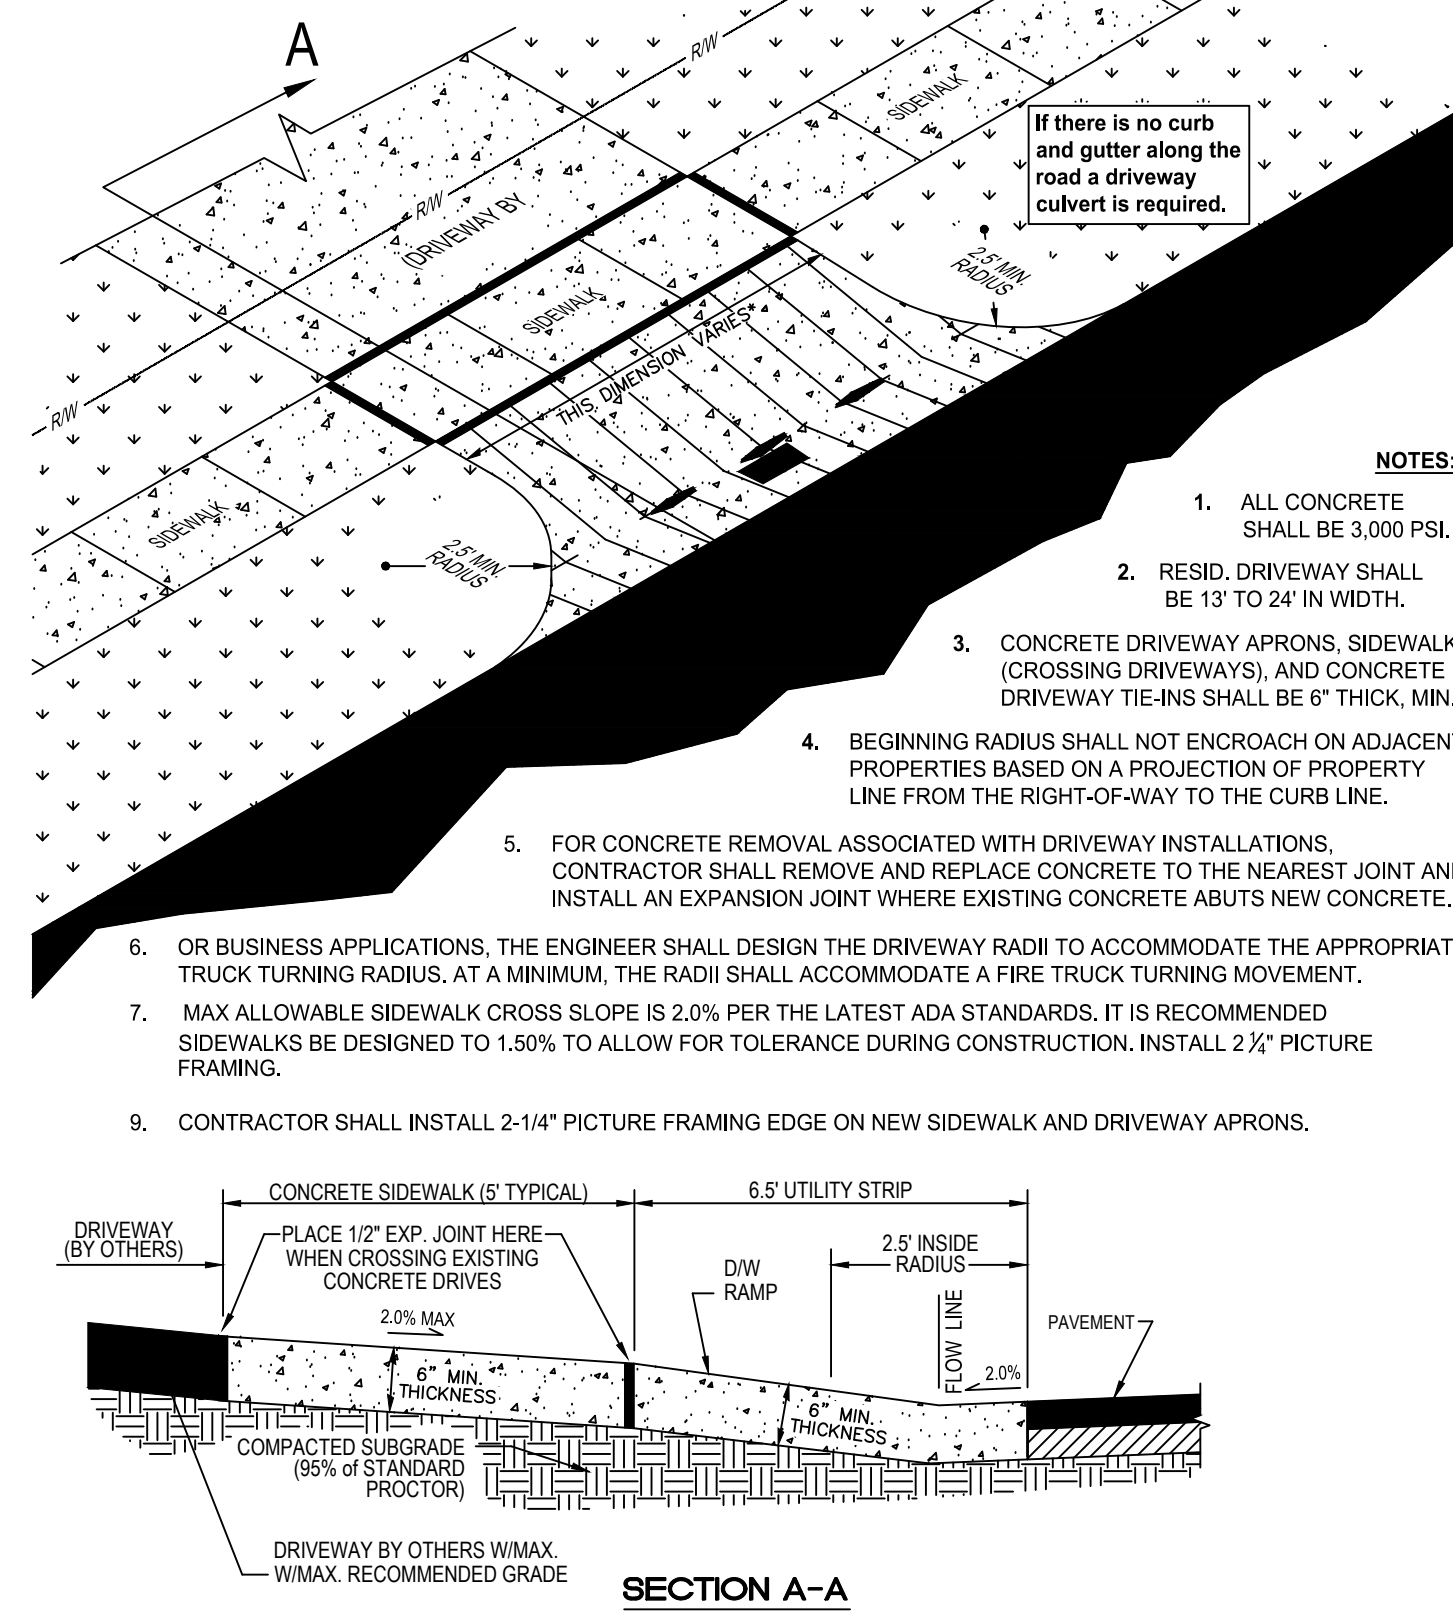 A
R/W
SIDEWALK
If there is no curb
and gutter along the
road a driveway
culvert is required.
R/W
(DRIVEWAY BY
2.5' MIN.
RADIUS
SIDEWALK
THIS DIMENSION VARIES*
R/W
SIDEWALK
2.5' MIN.
RADIUS
NOTES:
1. ALL CONCRETE
SHALL BE 3,000 PSI.
2. RESID. DRIVEWAY SHALL
BE 13' TO 24' IN WIDTH.
3. CONCRETE DRIVEWAY APRONS, SIDEWALK
(CROSSING DRIVEWAYS), AND CONCRETE
DRIVEWAY TIE-INS SHALL BE 6" THICK, MIN.
4. BEGINNING RADIUS SHALL NOT ENCROACH ON ADJACENT
PROPERTIES BASED ON A PROJECTION OF PROPERTY
LINE FROM THE RIGHT-OF-WAY TO THE CURB LINE.
5. FOR CONCRETE REMOVAL ASSOCIATED WITH DRIVEWAY INSTALLATIONS,
CONTRACTOR SHALL REMOVE AND REPLACE CONCRETE TO THE NEAREST JOINT AND
INSTALL AN EXPANSION JOINT WHERE EXISTING CONCRETE ABUTS NEW CONCRETE.
6. OR BUSINESS APPLICATIONS, THE ENGINEER SHALL DESIGN THE DRIVEWAY RADII TO ACCOMMODATE THE APPROPRIAT
TRUCK TURNING RADIUS. AT A MINIMUM, THE RADII SHALL ACCOMMODATE A FIRE TRUCK TURNING MOVEMENT.
7. MAX ALLOWABLE SIDEWALK CROSS SLOPE IS 2.0% PER THE LATEST ADA STANDARDS. IT IS RECOMMENDED
SIDEWALKS BE DESIGNED TO 1.50% TO ALLOW FOR TOLERANCE DURING CONSTRUCTION. INSTALL 2 ¼" PICTURE
FRAMING.
9. CONTRACTOR SHALL INSTALL 2-1/4" PICTURE FRAMING EDGE ON NEW SIDEWALK AND DRIVEWAY APRONS.
CONCRETE SIDEWALK (5' TYPICAL)
6.5' UTILITY STRIP
DRIVEWAY
(BY OTHERS)
PLACE 1/2" EXP. JOINT HERE
WHEN CROSSING EXISTING
CONCRETE DRIVES
2.5' INSIDE
RADIUS
D/W
RAMP
2.0% MAX
FLOW LINE
PAVEMENT
2.0%
6" MIN.
THICKNESS
6" MIN.
THICKNESS
COMPACTED SUBGRADE
(95% of STANDARD
PROCTOR)
DRIVEWAY BY OTHERS W/MAX.
W/MAX. RECOMMENDED GRADE
SECTION A-A